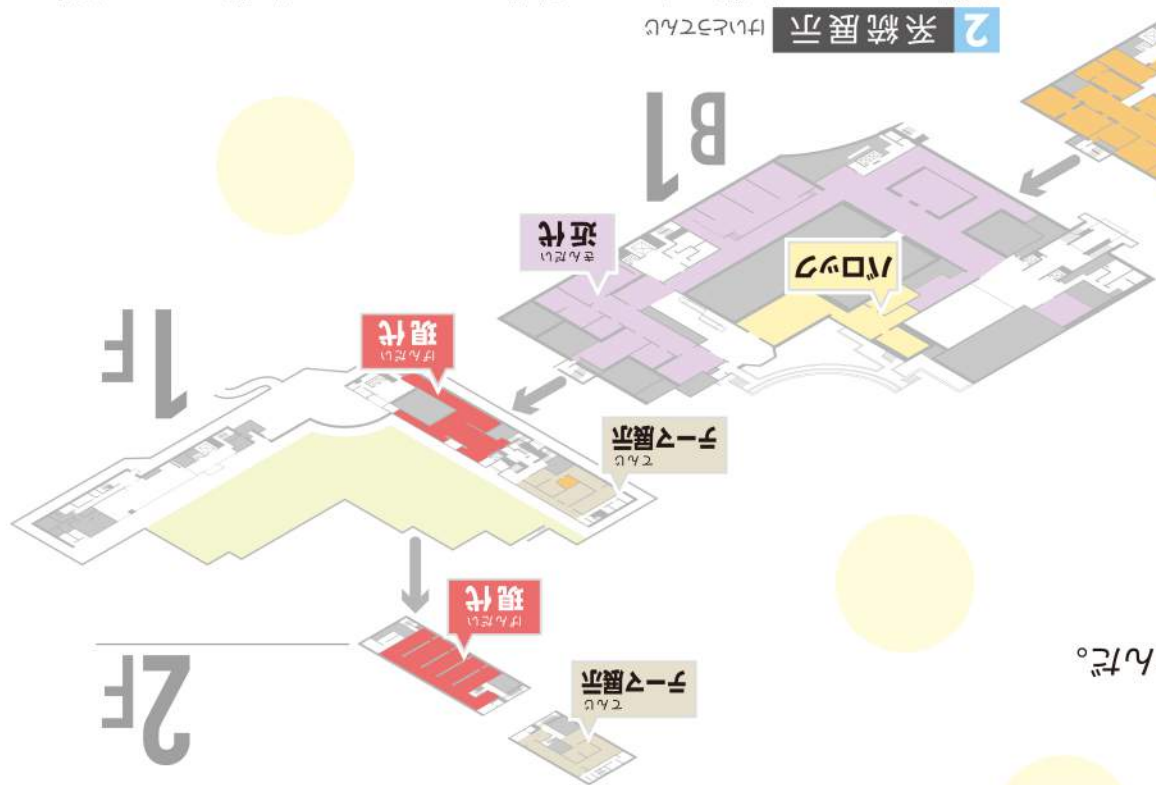 2F
てんじ
テーマ展示
んだ。
げんだい
現代
てんじ
テーマ展示
1F
げんだい
現代
バロック
きんだい
近代
B1
2 系統展示 けいとうてんじ